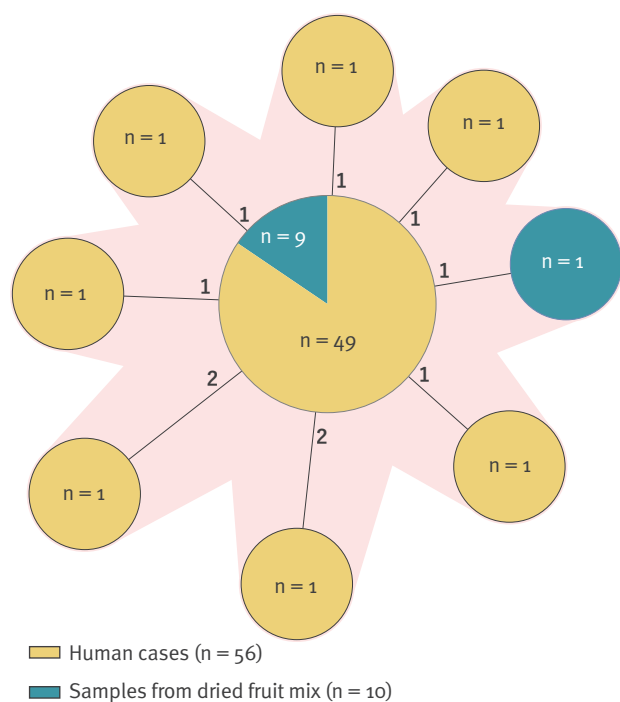 n = 1
n = 1
n = 1
1
1
1
n = 9
n = 1
1
n = 1
1
n = 49
2
1
2
n = 1
n = 1
n = 1
Human cases (n = 56)
Samples from dried fruit mix (n = 10)